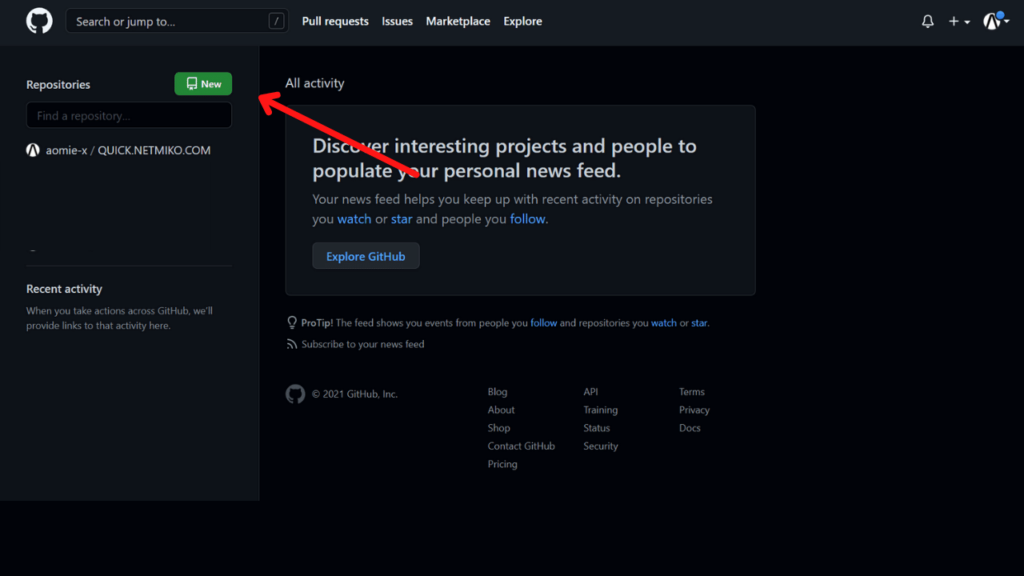 Search or jump to... /
Pull requests Issues Marketplace Explore
Repositories
New
Find a repository...
aomie-x / QUICK.NETMIKO.COM
Recent activity
When you take actions across GitHub, we'll
provide links to that activity here.
All activity
Discover interesting projects and people to
populate your personal news feed.
Your news feed helps you keep up with recent activity on repositories
you watch or star and people you follow.
Explore GitHub
ProTip! The feed shows you events from people you follow and repositories you watch or star.
Subscribe to your news feed
© 2021 GitHub, Inc.
Blog
About
Shop
Contact GitHub
Pricing
API
Training
Status
Security
Terms
Privacy
Docs